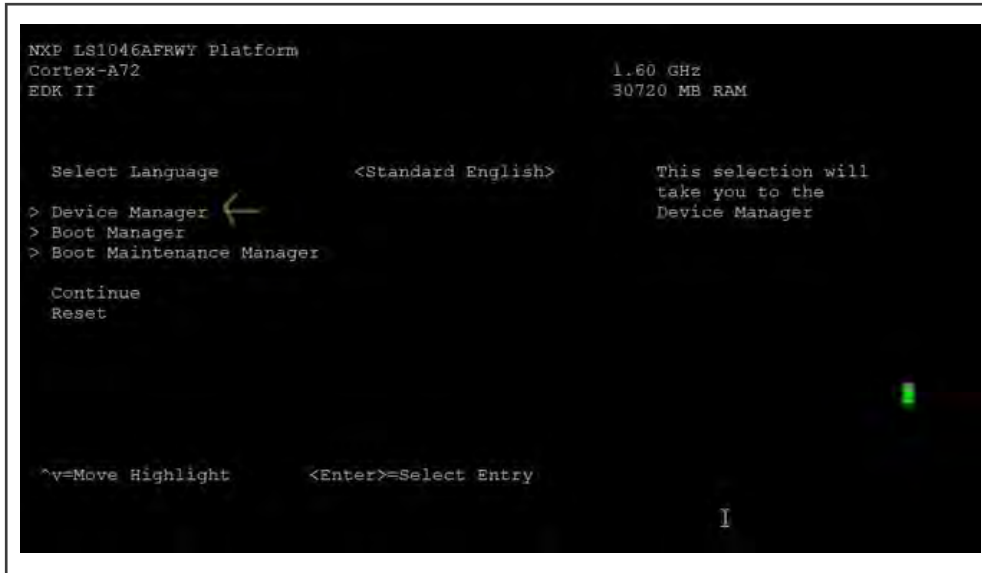 NXP LS1046AFRWY Platform
Cortex-A72 1.60 GHz
EDK II 30720 MB RAM
Select Language <Standard English> This selection will
take you to the
> Device Manager Device Manager
> Boot Manager
> Boot Maintenance Manager
Continue
Reset
^v=Move Highlight <Enter>=Select Entry